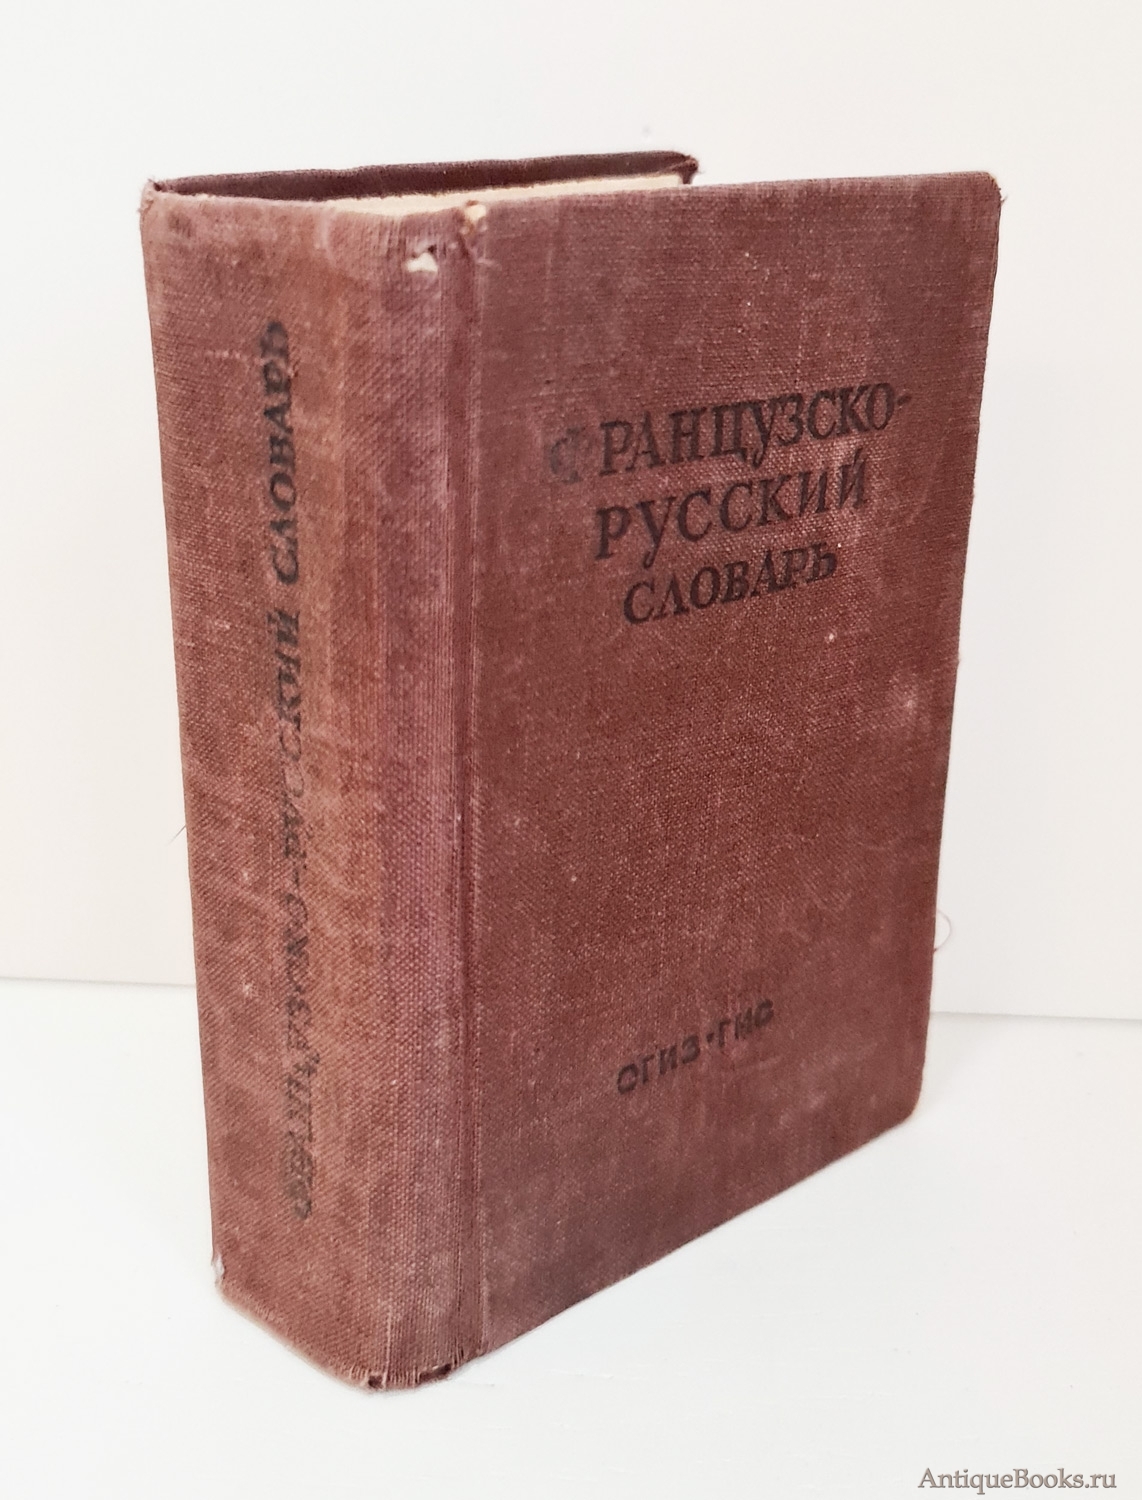 ФРАНЦУЗСКО-РУССКИЙ СЛОВАРЬ
ФРАНЦУЗСКО-
РУССКИЙ
СЛОВАРЬ
ОГИЗ·ГИС
AntiqueBooks.ru